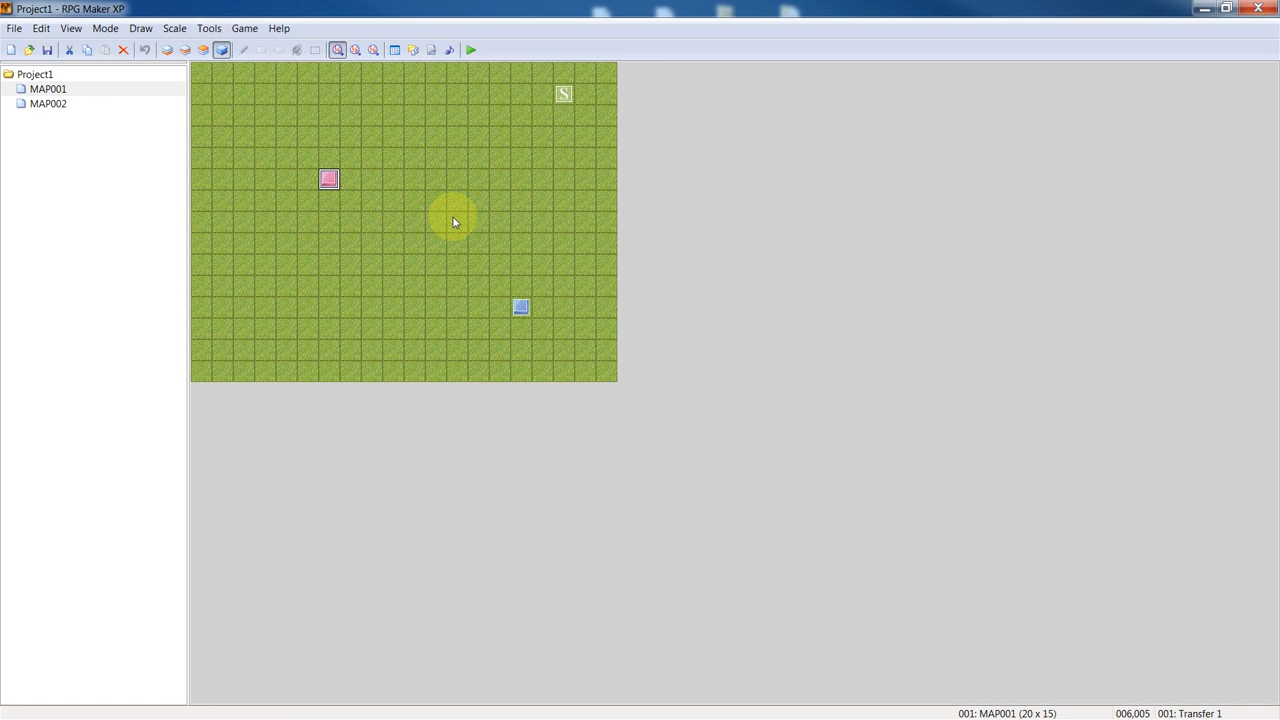 Project1 - RPG Maker XP
File Edit View Mode Draw Scale Tools Game Help
Project1
MAP001
MAP002
S
001: MAP001 (20 x 15) 006,005 001: Transfer 1